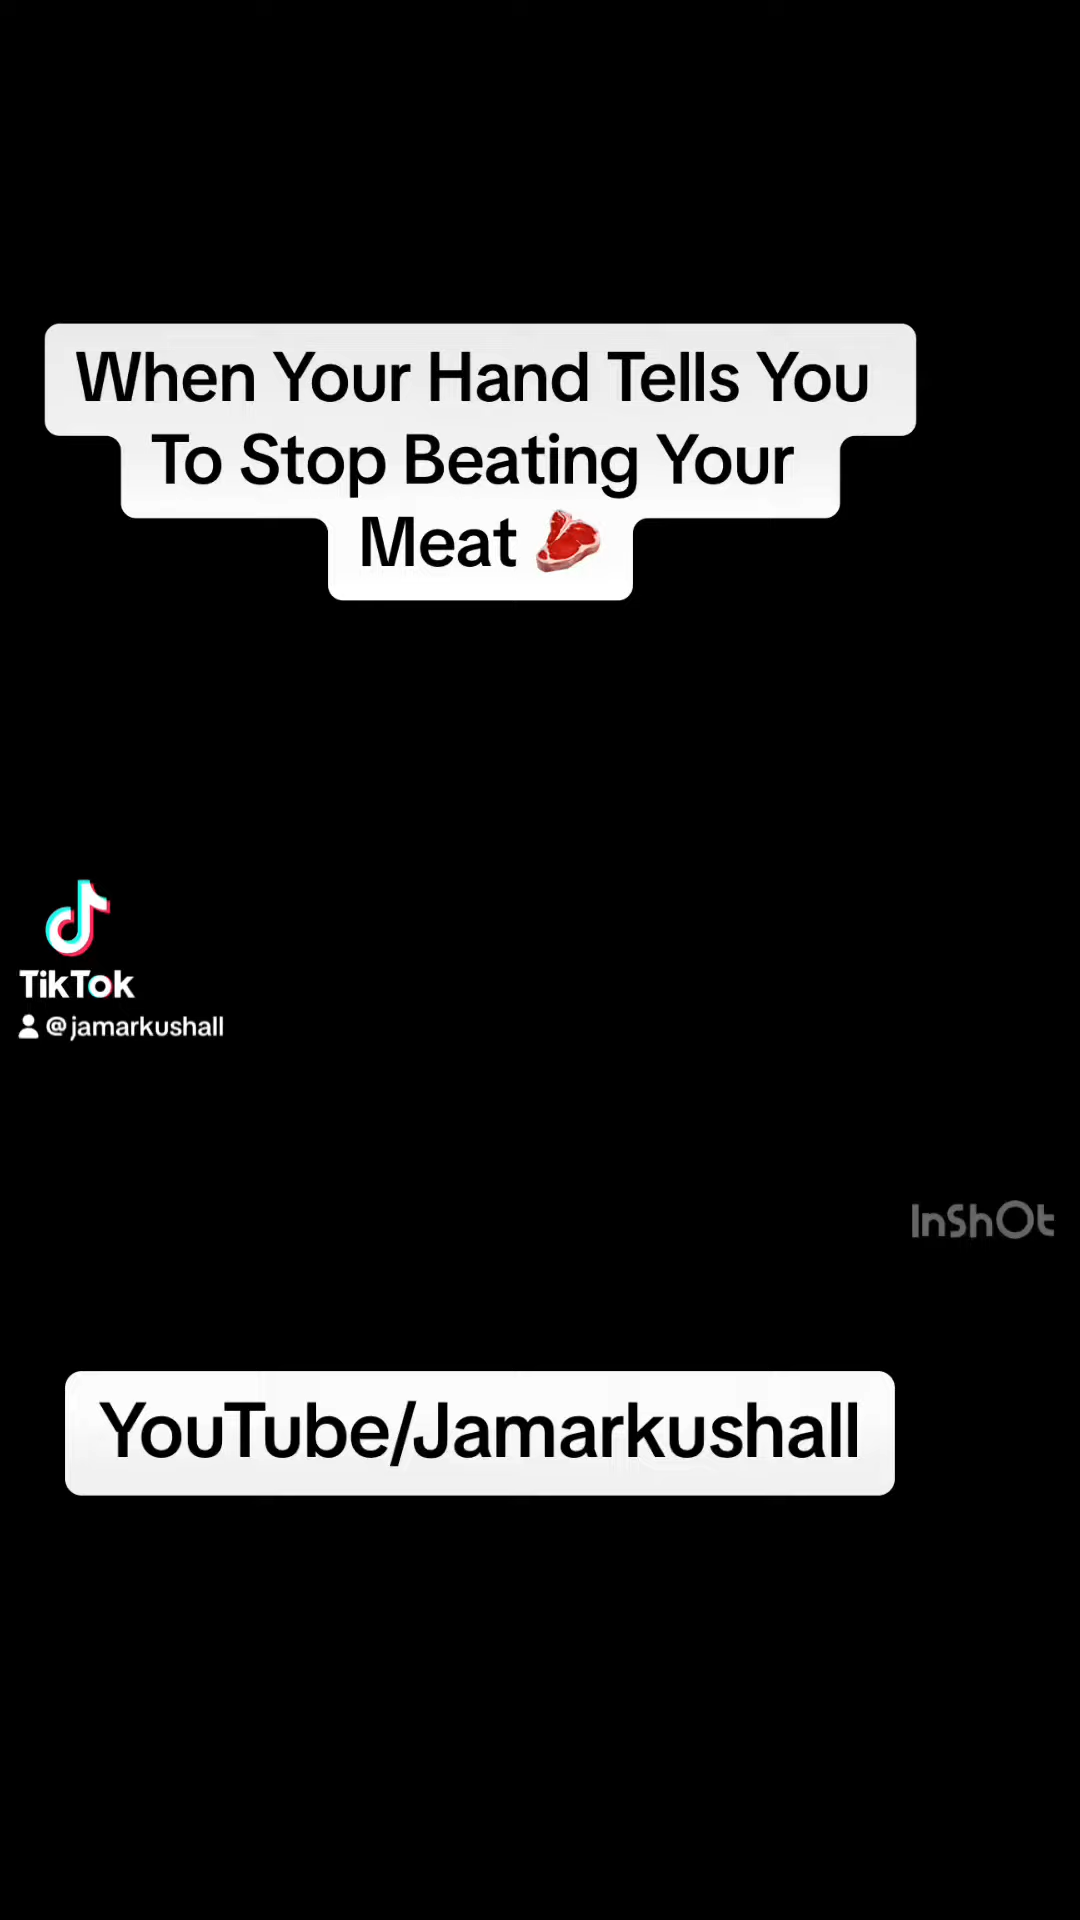 When Your Hand Tells You
To Stop Beating Your
Meat 🥩
TikTok
@jamarkushall
InShOt
YouTube/Jamarkushall